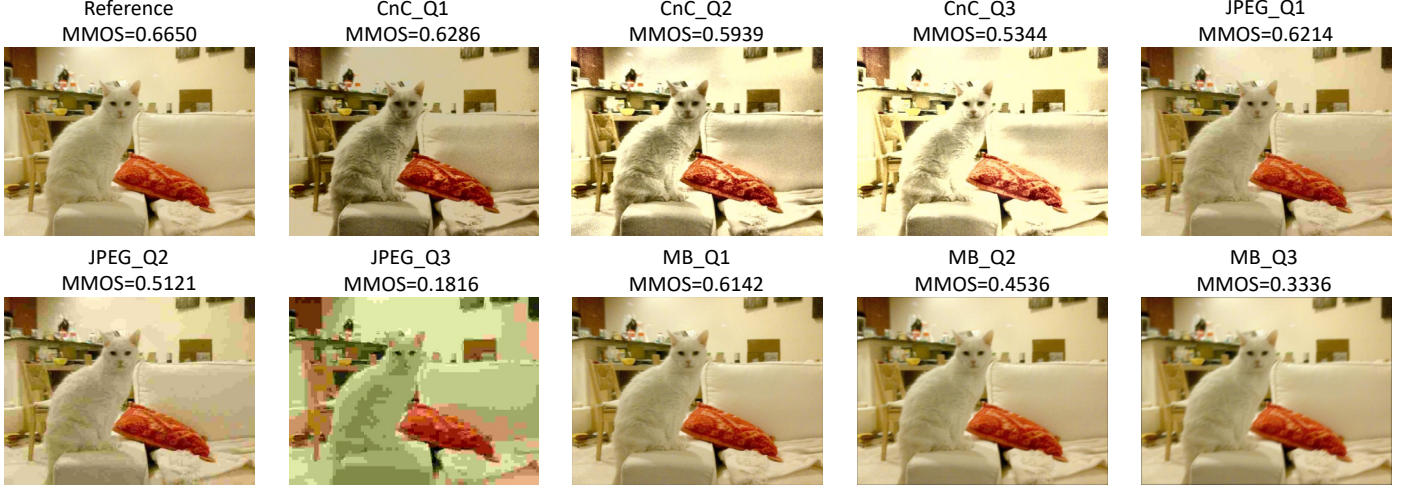 Reference
MMOS=0.6650
CnC_Q1
MMOS=0.6286
CnC_Q2
MMOS=0.5939
CnC_Q3
MMOS=0.5344
JPEG_Q1
MMOS=0.6214
JPEG_Q2
MMOS=0.5121
JPEG_Q3
MMOS=0.1816
MB_Q1
MMOS=0.6142
MB_Q2
MMOS=0.4536
MB_Q3
MMOS=0.3336